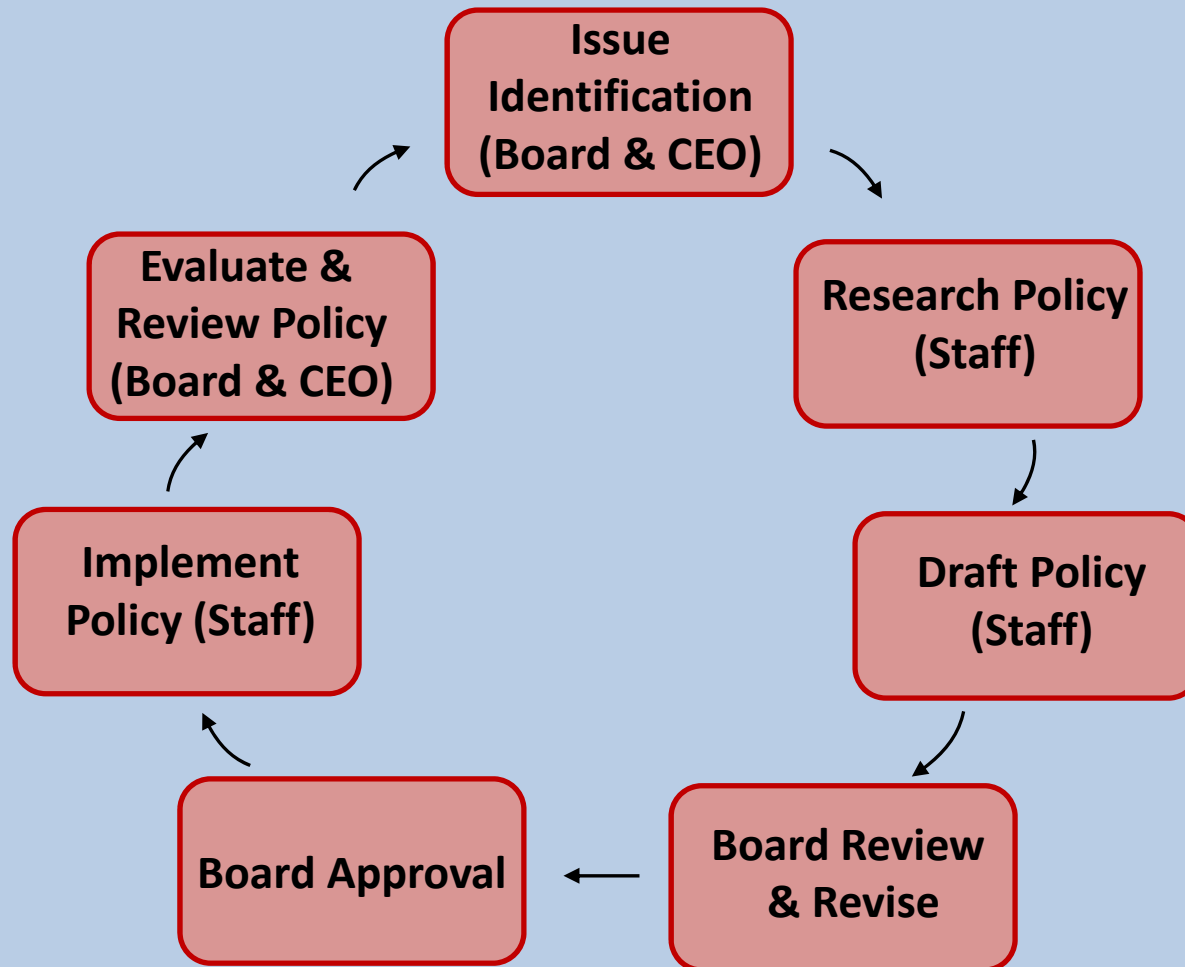 Issue
Identification
(Board & CEO)
Research Policy
(Staff)
Draft Policy
(Staff)
Board Review
& Revise
Board Approval
Implement
Policy (Staff)
Evaluate &
Review Policy
(Board & CEO)